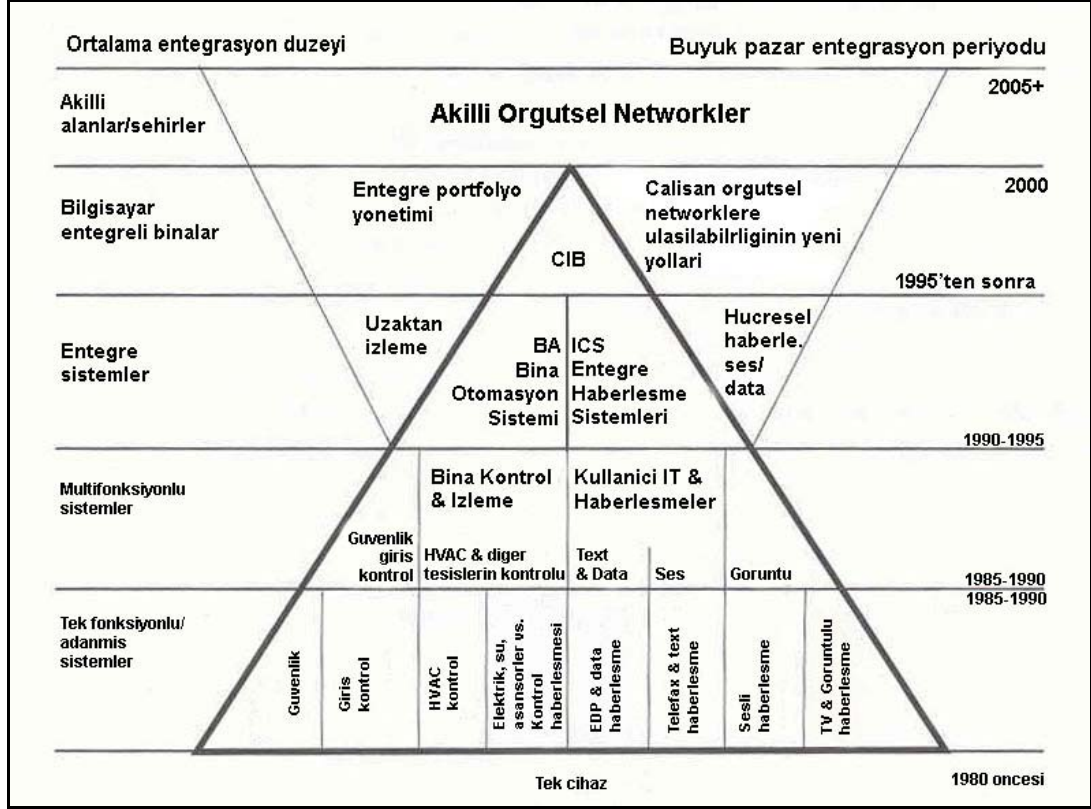 Ortalama entegrasyon duzeyi
Buyuk pazar entegrasyon periyodu
2005+
Akilli
alanlar/sehirler
Akilli Orgutsel Networkler
2000
Bilgisayar
entegreli binalar
Entegre portfolyo
yonetimi
CIB
Calisan orgutsel
networklere
ulasilabilrliginin yeni
yollari
1995'ten sonra
Entegre
sistemler
Uzaktan
izleme
BA
Bina
Otomasyon
Sistemi
ICS
Entegre
Haberlesme
Sistemleri
Hucresel
haberle.
ses/
data
1990-1995
Multifonksiyonlu
sistemler
Bina Kontrol
& Izleme
Kullanici IT &
Haberlesmeler
Guvenlik
giris
kontrol
HVAC & diger
tesislerin kontrolu
Text
& Data
Ses
Goruntu
1985-1990
1985-1990
Tek fonksiyonlu/
adanmis
sistemler
Guvenlik
Giris
kontrol
HVAC
kontrol
Elektrik, su,
asansorler vs.
Kontrol
haberlesmesi
EDP & data
haberlesme
Telefax & text
haberlesme
Sesli
haberlesme
TV & Goruntulu
haberlesme
Tek cihaz
1980 oncesi